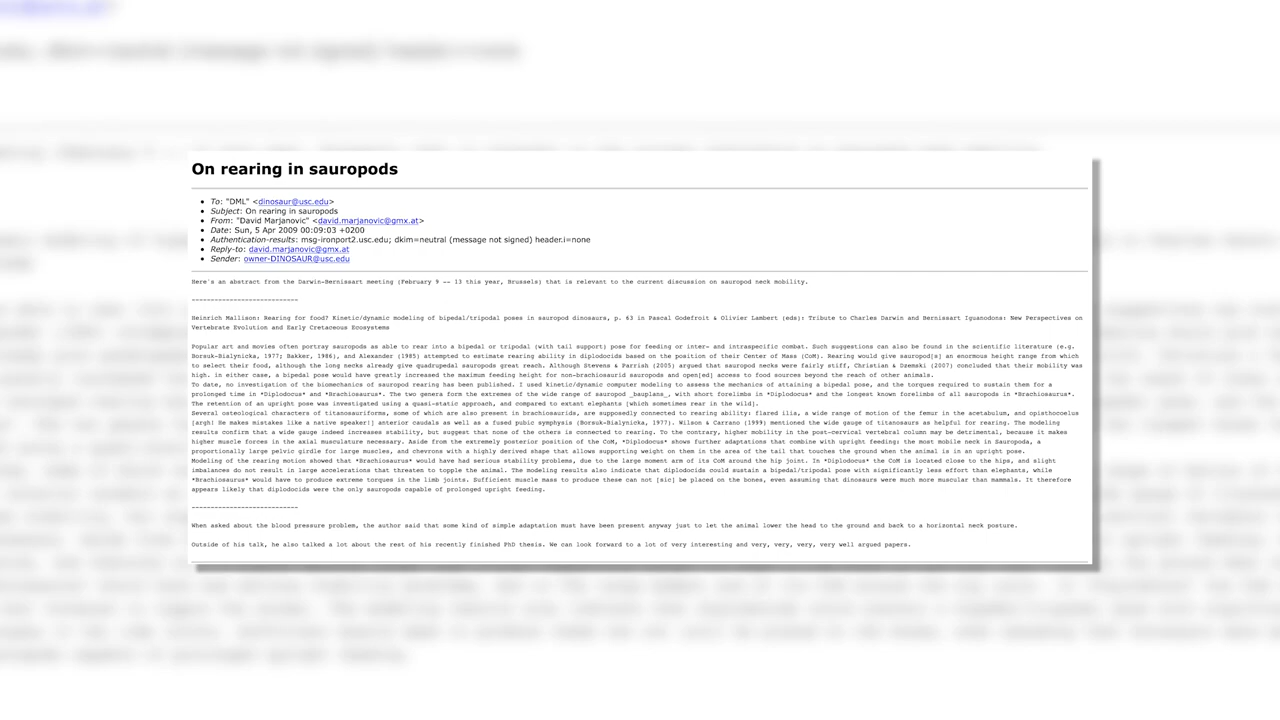 On rearing in sauropods
To: "DML" <dinosaur@usc.edu>
Subject: On rearing in sauropods
From: "David Marjanovic" <david.marjanovic@gmx.at>
Date: Sun, 5 Apr 2009 00:09:03 +0200
Authentication-results: msg-ironport2.usc.edu; dkim=neutral (message not signed) header.i=none
Reply-to: david.marjanovic@gmx.at
Sender: owner-DINOSAUR@usc.edu
Here's an abstract from the Darwin-Bernissart meeting (February 9 -- 13 this year, Brussels) that is relevant to the current discussion on sauropod neck mobility.
----------------------------
Heinrich Mallison: Rearing for food? Kinetic/dynamic modeling of bipedal/tripodal poses in sauropod dinosaurs, p. 63 in Pascal Godefroit & Olivier Lambert (eds): Tribute to Charles Darwin and Bernissart Iguanodons: New Perspectives on
Vertebrate Evolution and Early Cretaceous Ecosystems
Popular art and movies often portray sauropods as able to rear into a bipedal or tripodal (with tail support) pose for feeding or inter- and intraspecific combat. Such suggestions can also be found in the scientific literature (e.g.
Borsuk-Bialynicka, 1977; Bakker, 1986), and Alexander (1985) attempted to estimate rearing ability in diplodocids based on the position of their Center of Mass (CoM). Rearing would give sauropod[s] an enormous height range from which
to select their food, although the long necks already give quadrupedal sauropods great reach. Although Stevens & Parrish (2005) argued that sauropod necks were fairly stiff, Christian & Dzemski (2007) concluded that their mobility was
high. in either case, a bipedal pose would have greatly increased the maximum feeding height for non-brachiosaurid sauropods and open[ed] access to food sources beyond the reach of other animals.
To date, no investigation of the biomechanics of sauropod rearing has been published. I used kinetic/dynamic computer modeling to assess the mechanics of attaining a bipedal pose, and the torques required to sustain them for a
prolonged time in *Diplodocus* and *Brachiosaurus*. The two genera form the extremes of the wide range of sauropod _bauplans_, with short forelimbs in *Diplodocus* and the longest known forelimbs of all sauropods in *Brachiosaurus*.
The retention of an upright pose was investigated using a quasi-static approach, and compared to extant elephants [which sometimes rear in the wild].
Several osteological characters of titanosauriforms, some of which are also present in brachiosaurids, are supposedly connected to rearing ability: flared ilia, a wide range of motion of the femur in the acetabulum, and opisthocoelus
[argh! He makes mistakes like a native speaker!] anterior caudals as well as a fused pubic symphysis (Borsuk-Bialynicka, 1977). Wilson & Carrano (1999) mentioned the wide gauge of titanosaurs as helpful for rearing. The modeling
results confirm that a wide gauge indeed increases stability, but suggest that none of the others is connected to rearing. To the contrary, higher mobility in the post-cervical vertebral column may be detrimental, because it makes
higher muscle forces in the axial musculature necessary. Aside from the extremely posterior position of the CoM, *Diplodocus* shows further adaptations that combine with upright feeding: the most mobile neck in Sauropoda, a
proportionally large pelvic girdle for large muscles, and chevrons with a highly derived shape that allows supporting weight on them in the area of the tail that touches the ground when the animal is in an upright pose.
Modeling of the rearing motion showed that *Brachiosaurus* would have had serious stability problems, due to the large moment arm of its CoM around the hip joint. In *Diplodocus* the CoM is located close to the hips, and slight
imbalances do not result in large accelerations that threaten to topple the animal. The modeling results also indicate that diplodocids could sustain a bipedal/tripodal pose with significantly less effort than elephants, while
*Brachiosaurus* would have to produce extreme torques in the limb joints. Sufficient muscle mass to produce these can not [sic] be placed on the bones, even assuming that dinosaurs were much more muscular than mammals. It therefore
appears likely that diplodocids were the only sauropods capable of prolonged upright feeding.
----------------------------
When asked about the blood pressure problem, the author said that some kind of simple adaptation must have been present anyway just to let the animal lower the head to the ground and back to a horizontal neck posture.
Outside of his talk, he also talked a lot about the rest of his recently finished PhD thesis. We can look forward to a lot of very interesting and very, very, very, very well argued papers.